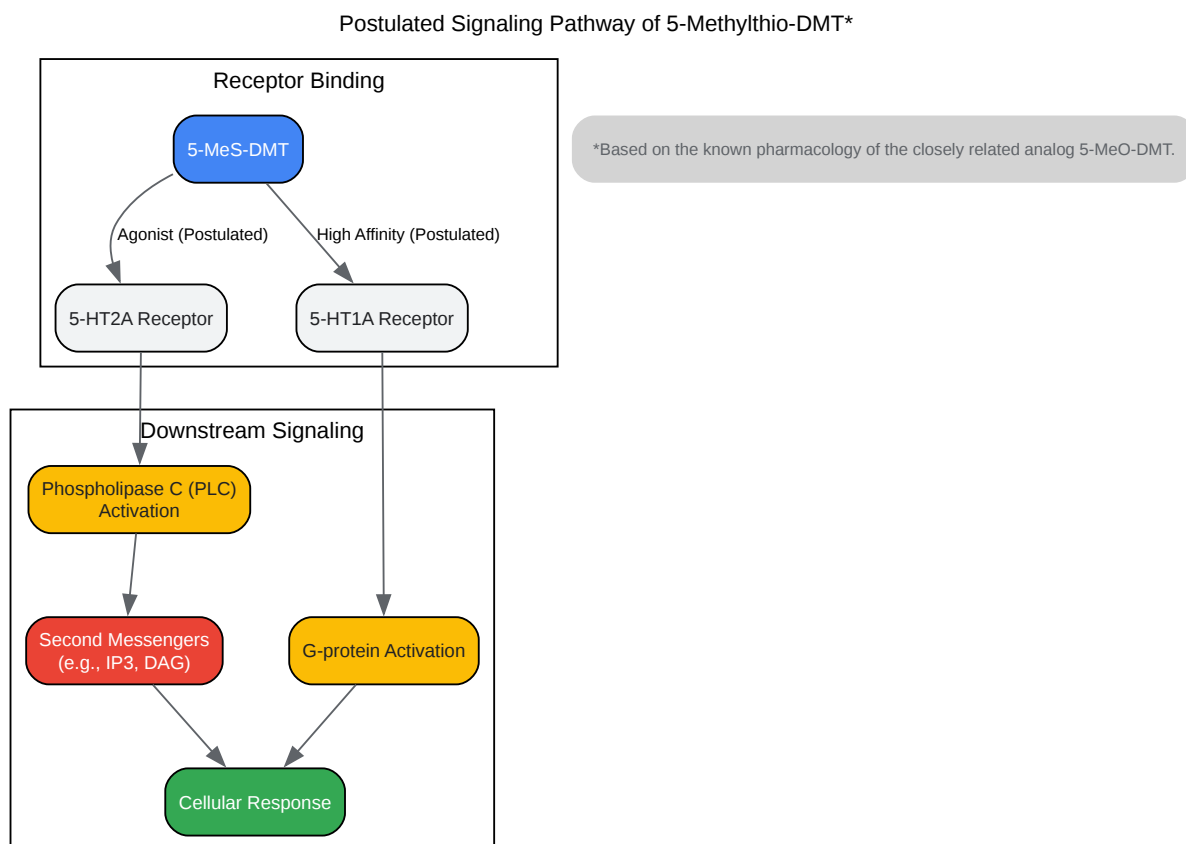 Postulated Signaling Pathway of 5-Methylthio-DMT*
Receptor Binding
5-MeS-DMT
*Based on the known pharmacology of the closely related analog 5-MeO-DMT.
Agonist (Postulated)
High Affinity (Postulated)
5-HT2A Receptor
5-HT1A Receptor
Downstream Signaling
Phospholipase C (PLC)
Activation
Second Messengers
(e.g., IP3, DAG)
G-protein Activation
Cellular Response